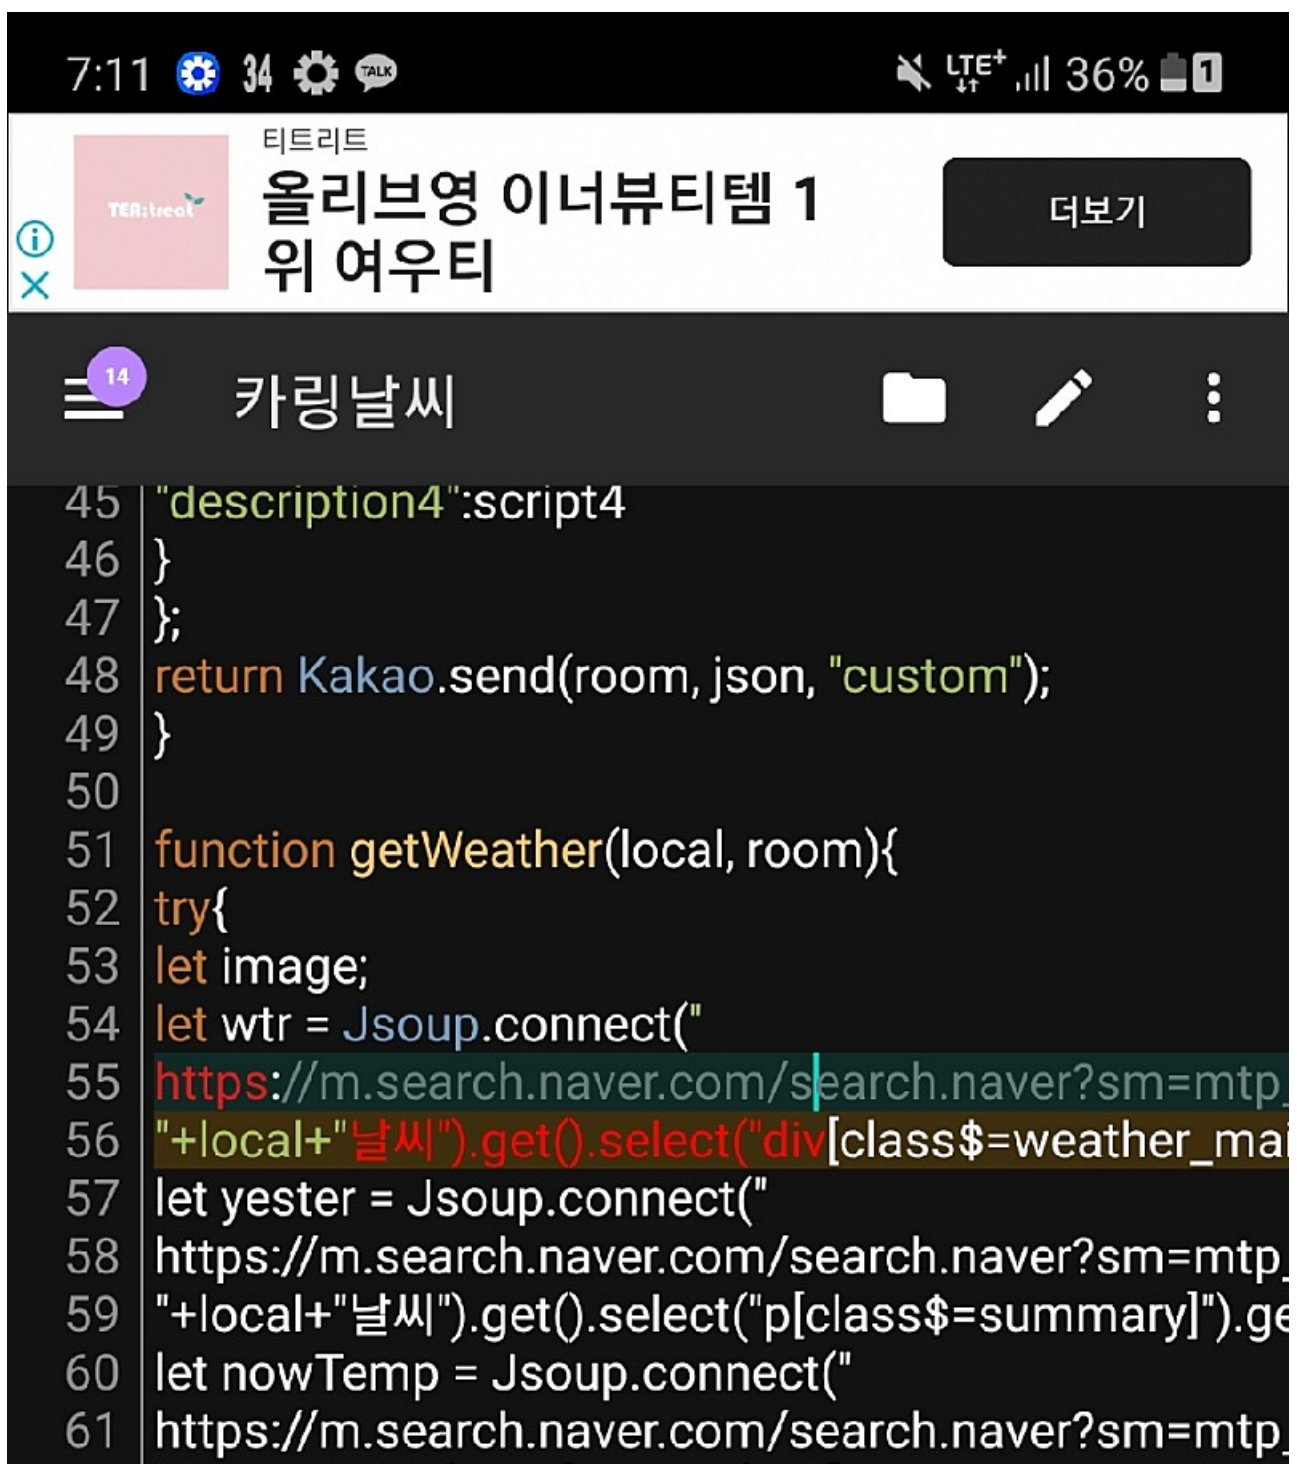 7:11 34 TALK LTE+ 36% 1
티트리트
TEA:treat
올리브영 이너뷰티템 1
위 여우티
더보기
14
카링날씨
45 "description4":script4
46 }
47 };
48 return Kakao.send(room, json, "custom");
49 }
50
51 function getWeather(local, room){
52 try{
53 let image;
54 let wtr = Jsoup.connect("
55 https://m.search.naver.com/search.naver?sm=mtp_
56 "+local+"날씨").get().select("div[class$=weather_mai
57 let yester = Jsoup.connect("
58 https://m.search.naver.com/search.naver?sm=mtp_
59 "+local+"날씨").get().select("p[class$=summary]").ge
60 let nowTemp = Jsoup.connect("
61 https://m.search.naver.com/search.naver?sm=mtp_